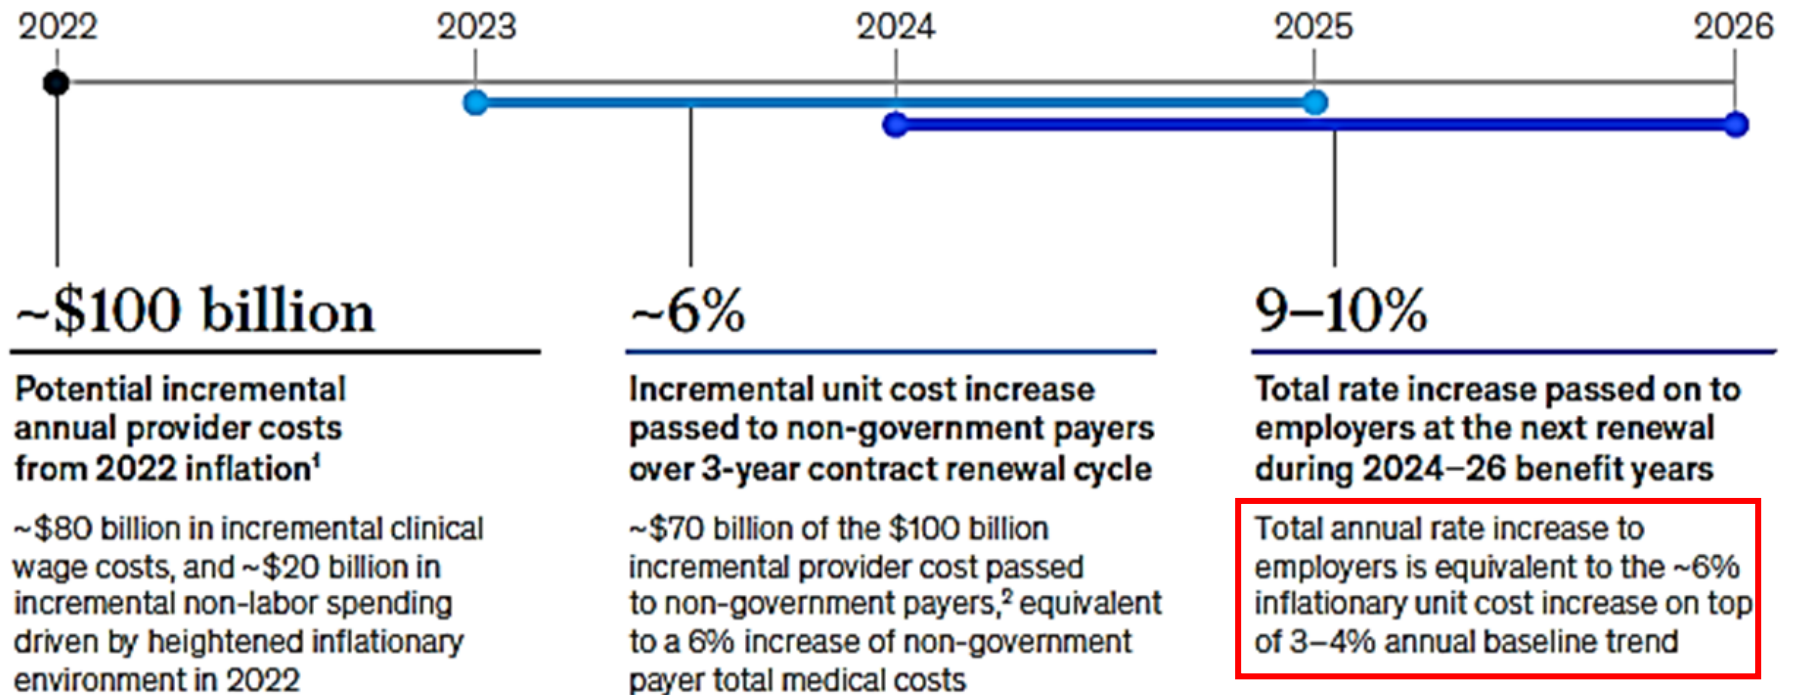 2022 2023 2024 2025 2026
~$100 billion
Potential incremental
annual provider costs
from 2022 inflation¹
~$80 billion in incremental clinical
wage costs, and ~$20 billion in
incremental non-labor spending
driven by heightened inflationary
environment in 2022
~6%
Incremental unit cost increase
passed to non-government payers
over 3-year contract renewal cycle
~$70 billion of the $100 billion
incremental provider cost passed
to non-government payers,² equivalent
to a 6% increase of non-government
payer total medical costs
9–10%
Total rate increase passed on to
employers at the next renewal
during 2024–26 benefit years
Total annual rate increase to
employers is equivalent to the ~6%
inflationary unit cost increase on top
of 3–4% annual baseline trend